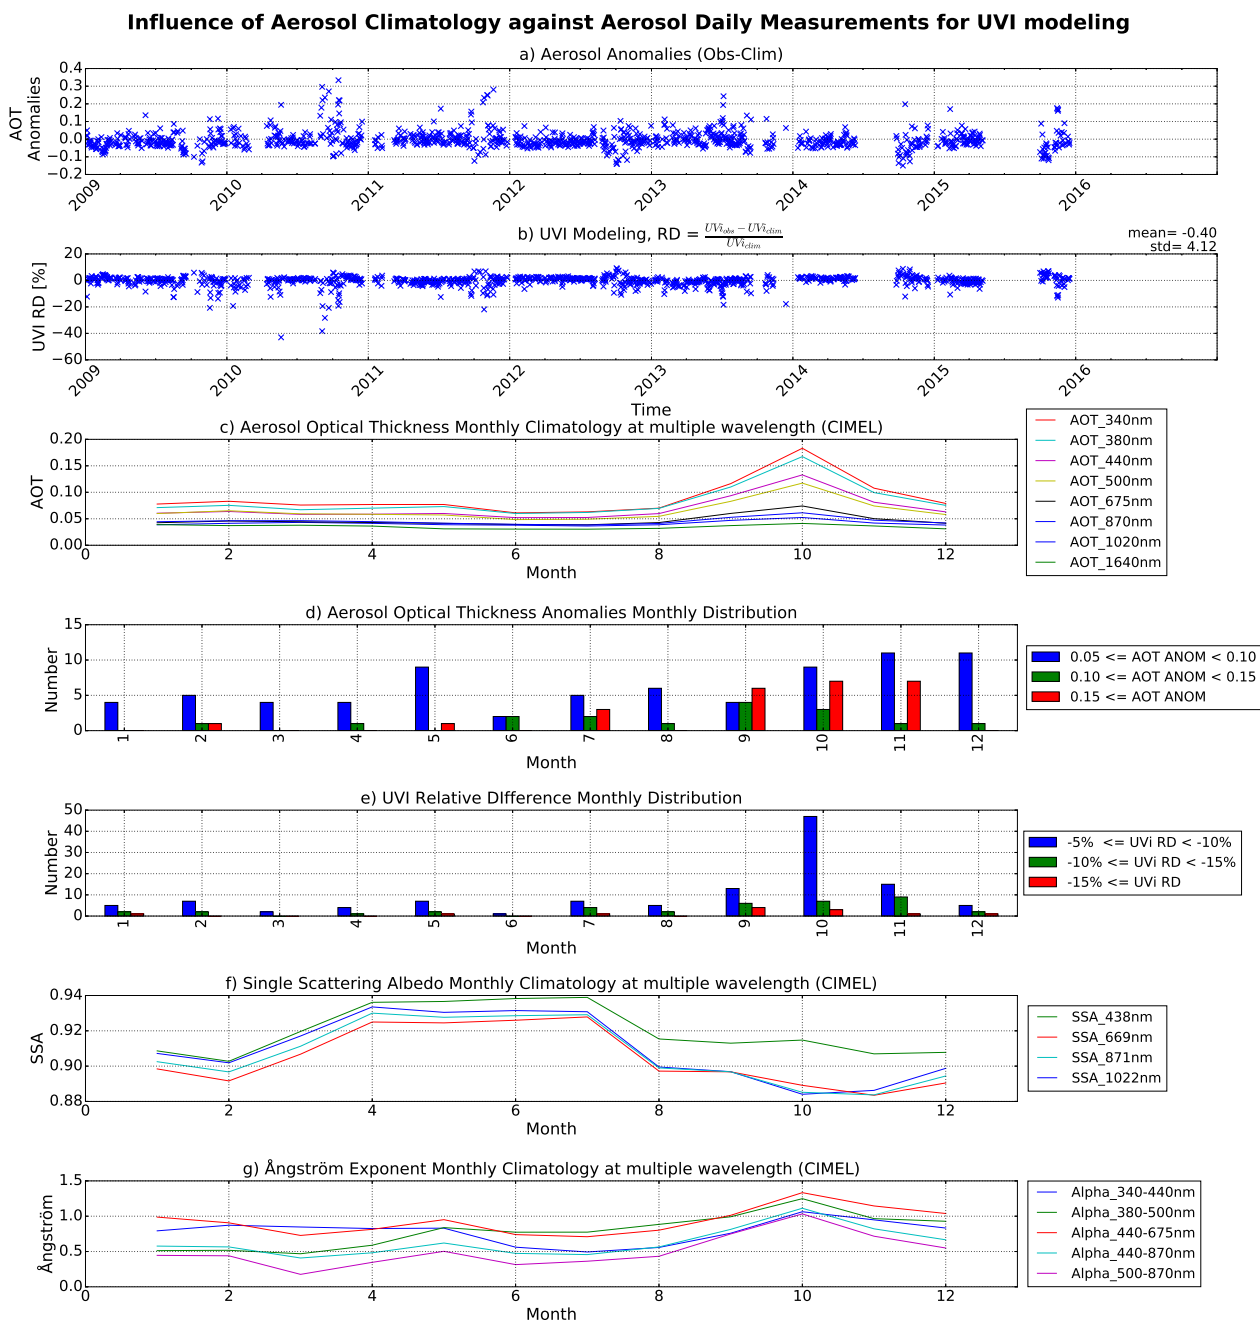 Influence of Aerosol Climatology against Aerosol Daily Measurements for UVI modeling
a) Aerosol Anomalies (Obs-Clim)
AOT
Anomalies
0.4
0.3
0.2
0.1
0.0
−0.1
−0.2
2009 2010 2011 2012 2013 2014 2015 2016
b) UVI Modeling, RD = UVi_obs − UVi_clim / UVi_clim
mean= -0.40
std= 4.12
UVI RD [%]
20
0
−20
−40
−60
2009 2010 2011 2012 2013 2014 2015 2016
Time
c) Aerosol Optical Thickness Monthly Climatology at multiple wavelength (CIMEL)
AOT
0.20
0.15
0.10
0.05
0.00
0 2 4 6 8 10 12
Month
AOT_340nm
AOT_380nm
AOT_440nm
AOT_500nm
AOT_675nm
AOT_870nm
AOT_1020nm
AOT_1640nm
d) Aerosol Optical Thickness Anomalies Monthly Distribution
Number
15
10
5
0
1 2 3 4 5 6 7 8 9 10 11 12
Month
0.05 <= AOT ANOM < 0.10
0.10 <= AOT ANOM < 0.15
0.15 <= AOT ANOM
e) UVI Relative DIfference Monthly Distribution
Number
50
40
30
20
10
0
1 2 3 4 5 6 7 8 9 10 11 12
Month
-5% <= UVi RD < -10%
-10% <= UVi RD < -15%
-15% <= UVi RD
f) Single Scattering Albedo Monthly Climatology at multiple wavelength (CIMEL)
SSA
0.94
0.92
0.90
0.88
0 2 4 6 8 10 12
Month
SSA_438nm
SSA_669nm
SSA_871nm
SSA_1022nm
g) Ångström Exponent Monthly Climatology at multiple wavelength (CIMEL)
Ångström
1.5
1.0
0.5
0.0
0 2 4 6 8 10 12
Month
Alpha_340-440nm
Alpha_380-500nm
Alpha_440-675nm
Alpha_440-870nm
Alpha_500-870nm